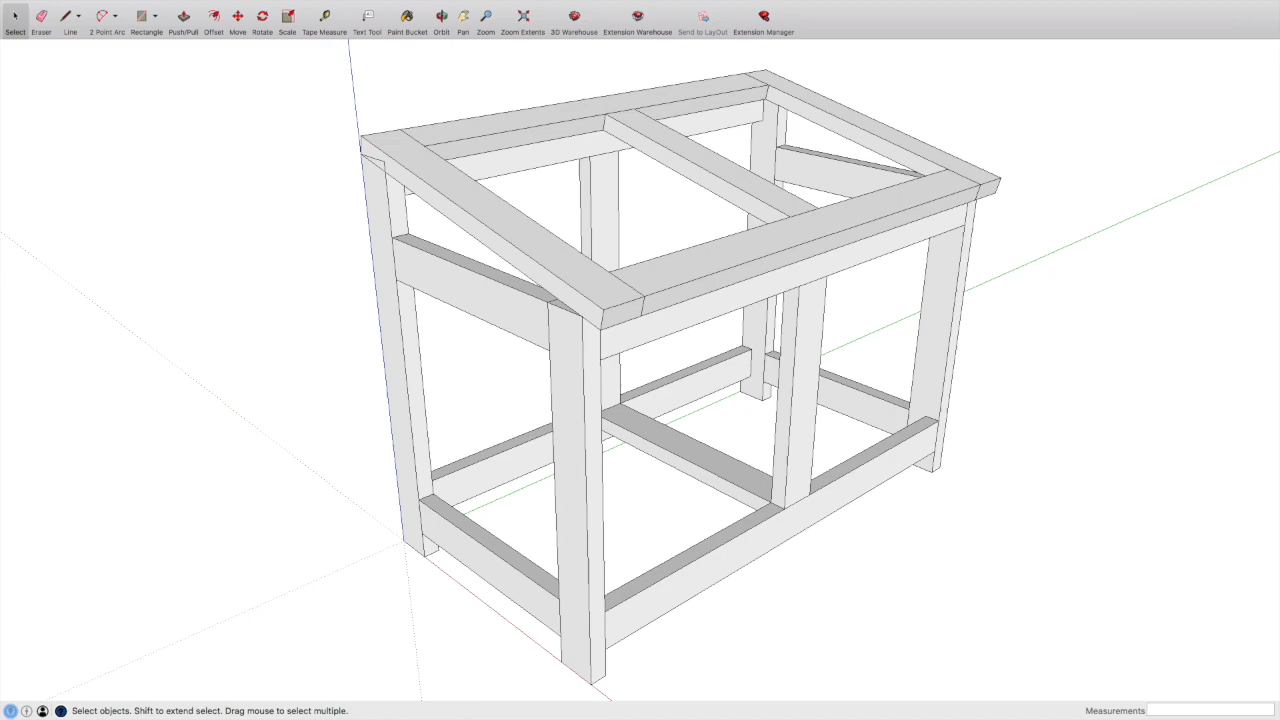 Select Eraser Line 2 Point Arc Rectangle Push/Pull Offset Move Rotate Scale Tape Measure Text Tool Paint Bucket Orbit Pan Zoom Zoom Extents 3D Warehouse Extension Warehouse Send to LayOut Extension Manager
Select objects. Shift to extend select. Drag mouse to select multiple. Measurements